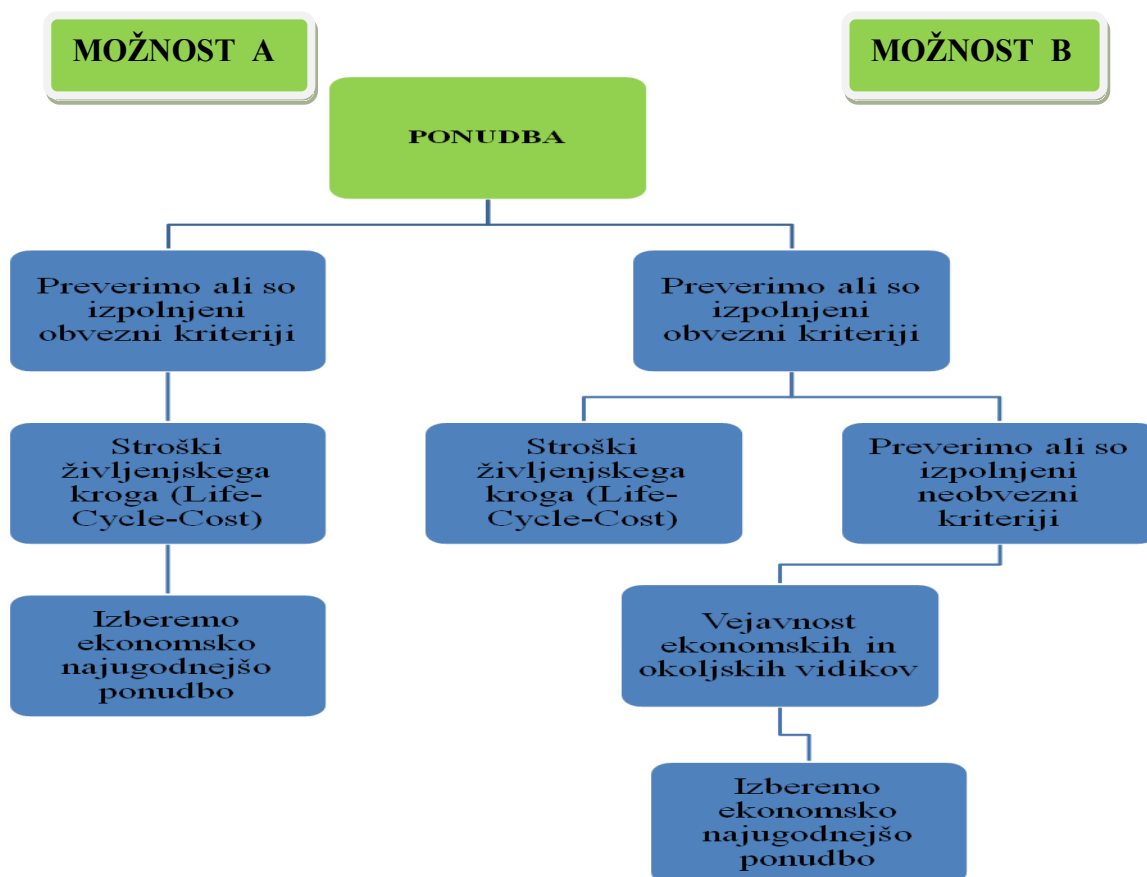 MOŽNOST A
MOŽNOST B
PONUDBA
Preverimo ali so
izpolnjeni
obvezni kriteriji
Preverimo ali so
izpolnjeni
obvezni kriteriji
Stroški
življenjskega
kroga (Life-
Cycle-Cost)
Stroški
življenjskega
kroga (Life-
Cycle-Cost)
Preverimo ali so
izpolnjeni
neobvezni
kriteriji
Izberemo
ekonomsko
najugodnejšo
ponudbo
Vejavnost
ekonomskih in
okoljskih vidikov
Izberemo
ekonomsko
najugodnejšo
ponudbo